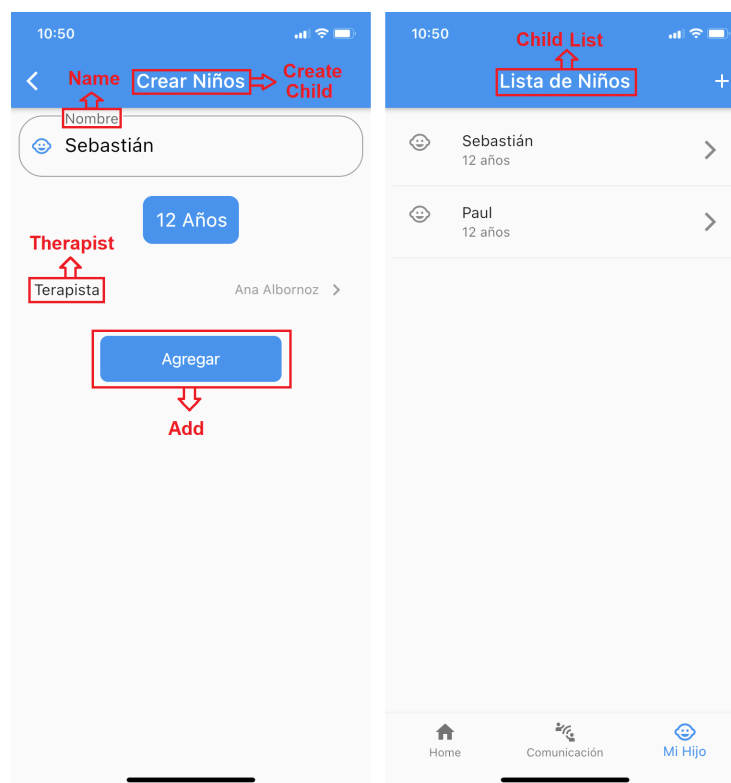 10:50
Name
Crear Niños
Create
Child
Nombre
Sebastián
12 Años
Therapist
Terapista
Ana Albornoz
Agregar
Add
10:50
Child List
Lista de Niños
+
Sebastián
12 años
Paul
12 años
Home
Comunicación
Mi Hijo